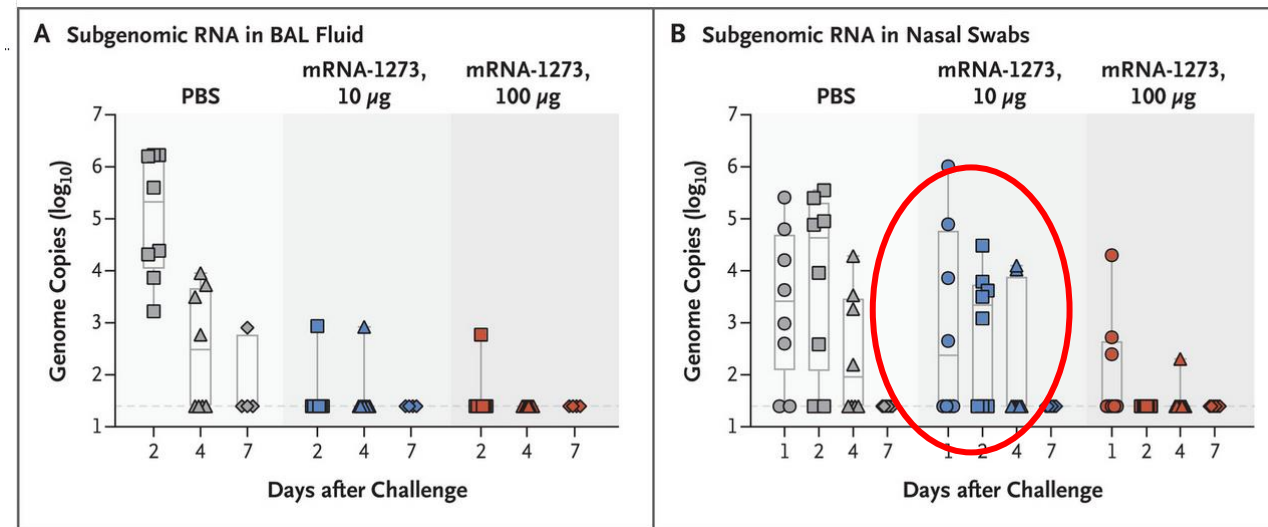 A Subgenomic RNA in BAL Fluid
PBS
mRNA-1273,
10 µg
mRNA-1273,
100 µg
Genome Copies (log10)
7
6
5
4
3
2
1
2 4 7 2 4 7 2 4 7
Days after Challenge
B Subgenomic RNA in Nasal Swabs
PBS
mRNA-1273,
10 µg
mRNA-1273,
100 µg
Genome Copies (log10)
7
6
5
4
3
2
1
1 2 4 7 1 2 4 7 1 2 4 7
Days after Challenge